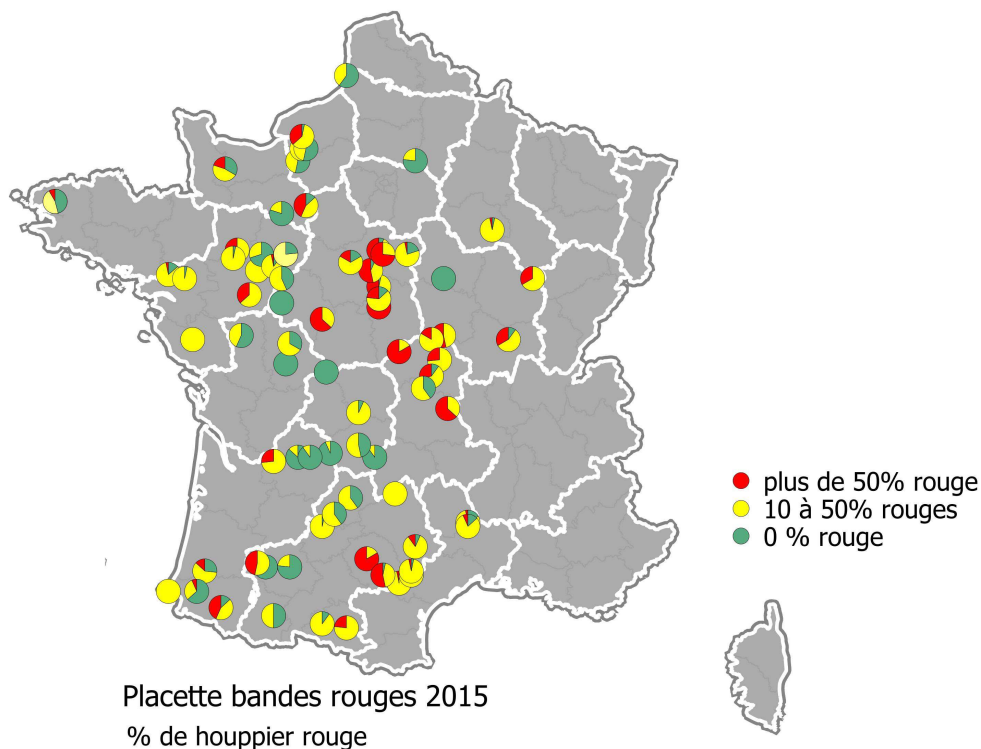 plus de 50% rouge
10 à 50% rouges
0 % rouge
Placette bandes rouges 2015
% de houppier rouge